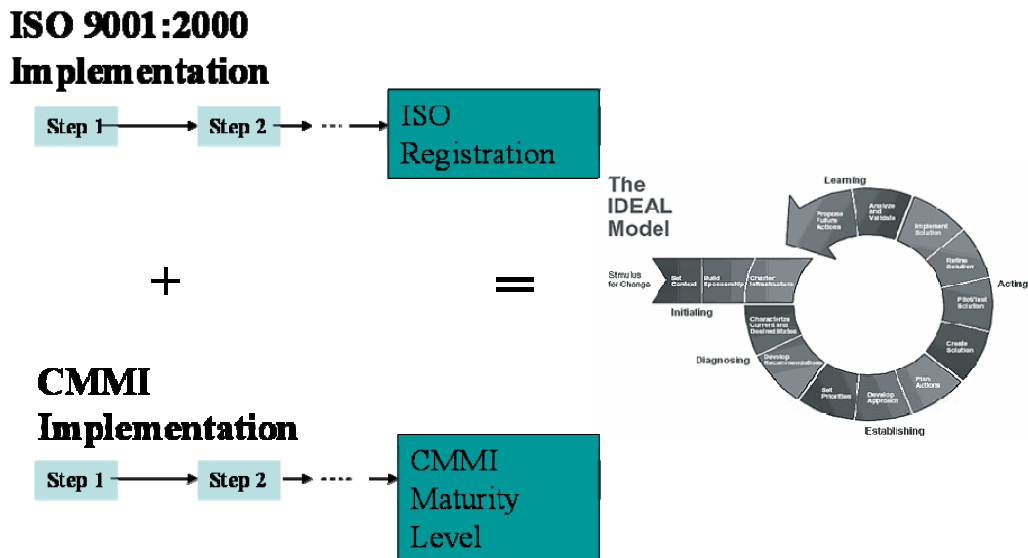 ISO 9001:2000
Implementation
Step 1
Step 2
ISO
Registration
+
=
CMMI
Implementation
Step 1
Step 2
CMMI
Maturity
Level
The
IDEAL
Model
Learning
Propose
Future
Actions
Analyze
and
Validate
Implement
Solution
Refine
Solution
Acting
Pilot/Test
Solution
Create
Solution
Stimulus
for Change
Set
Context
Build
Sponsorship
Charter
Infrastructure
Initiating
Characterize
Current and
Desired States
Diagnosing
Develop
Recommendations
Set
Priorities
Develop
Approach
Plan
Actions
Establishing